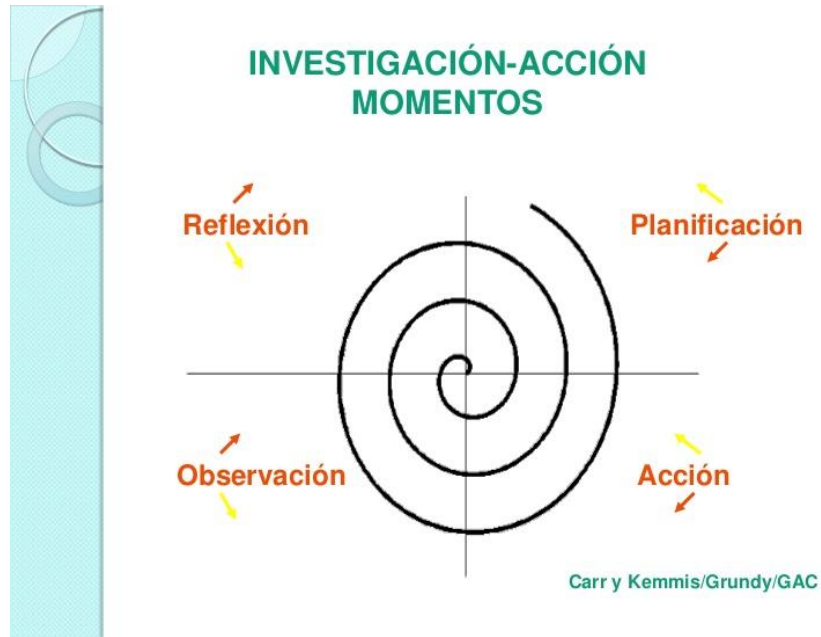 INVESTIGACIÓN-ACCIÓN
MOMENTOS
Reflexión
Planificación
Observación
Acción
Carr y Kemmis/Grundy/GAC